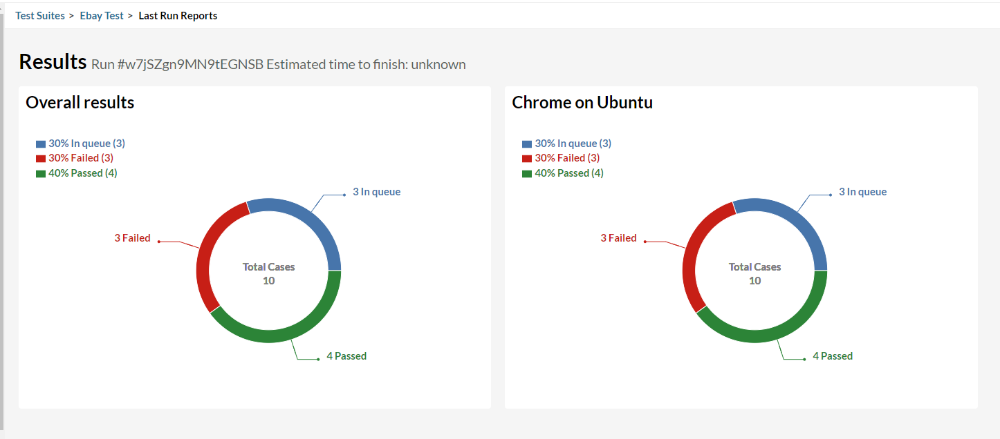 Test Suites > Ebay Test > Last Run Reports
Results Run #w7jSZgn9MN9tEGNSB Estimated time to finish: unknown
Overall results
30% In queue (3)
30% Failed (3)
40% Passed (4)
3 In queue
3 Failed
Total Cases
10
4 Passed
Chrome on Ubuntu
30% In queue (3)
30% Failed (3)
40% Passed (4)
3 In queue
3 Failed
Total Cases
10
4 Passed